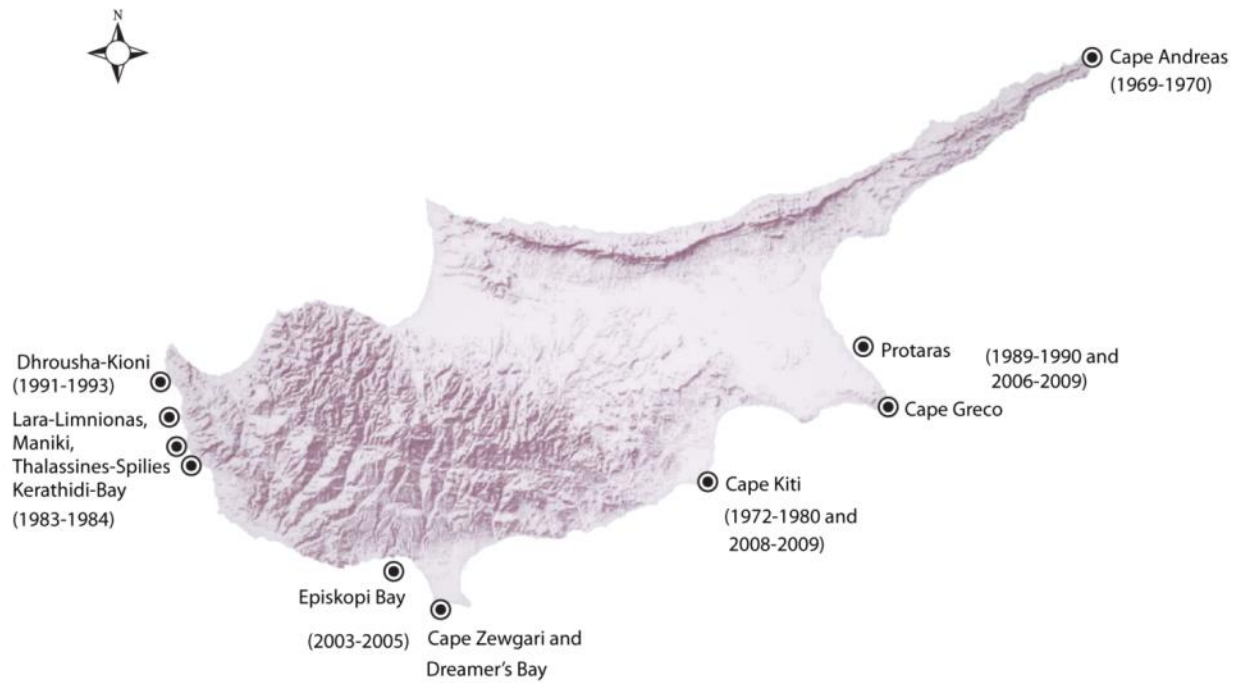 N
Cape Andreas
(1969-1970)
Dhrousha-Kioni
(1991-1993)
Protaras
(1989-1990 and
2006-2009)
Cape Greco
Lara-Limnionas,
Maniki,
Thalassines-Spilies
Kerathidi-Bay
(1983-1984)
Cape Kiti
(1972-1980 and
2008-2009)
Episkopi Bay
(2003-2005)
Cape Zewgari and
Dreamer's Bay